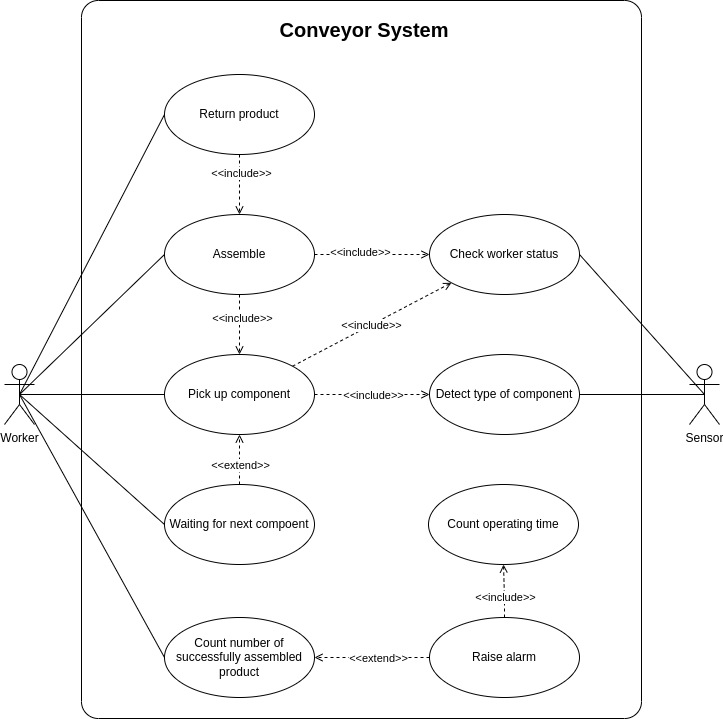 Conveyor System
Return product
<<include>>
Assemble
<<include>>
Check worker status
<<include>>
<<include>>
Pick up component
<<include>>
Detect type of component
Worker
Sensor
<<extend>>
Waiting for next compoent
Count operating time
<<include>>
Count number of
successfully assembled
product
<<extend>>
Raise alarm